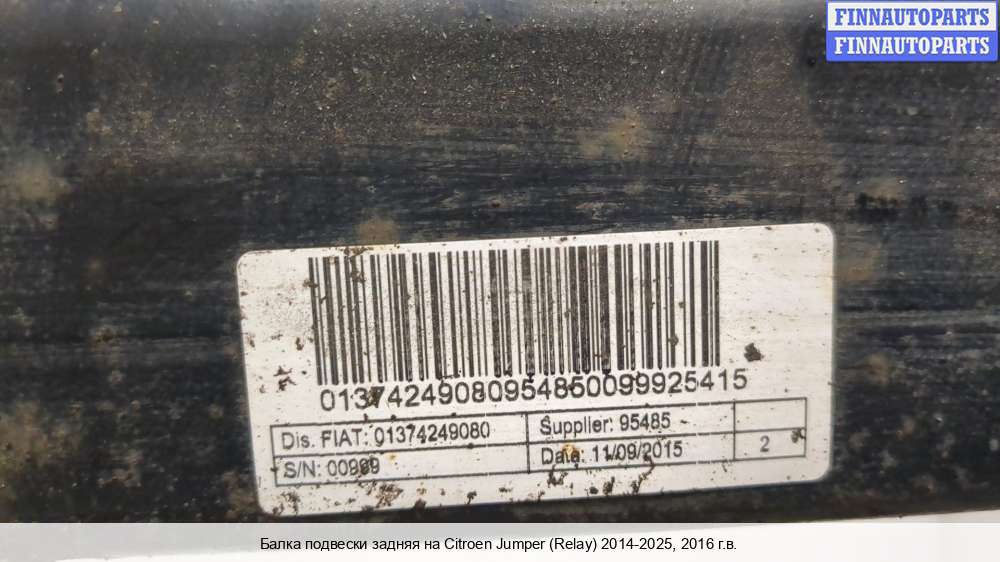 FINNAUTOPARTS
FINNAUTOPARTS
01374249080954850099925415
Dis. FIAT: 01374249080
Supplier: 95485
S/N: 00999
Date: 11/09/2015
2
Балка подвески задняя на Citroen Jumper (Relay) 2014-2025, 2016 г.в.